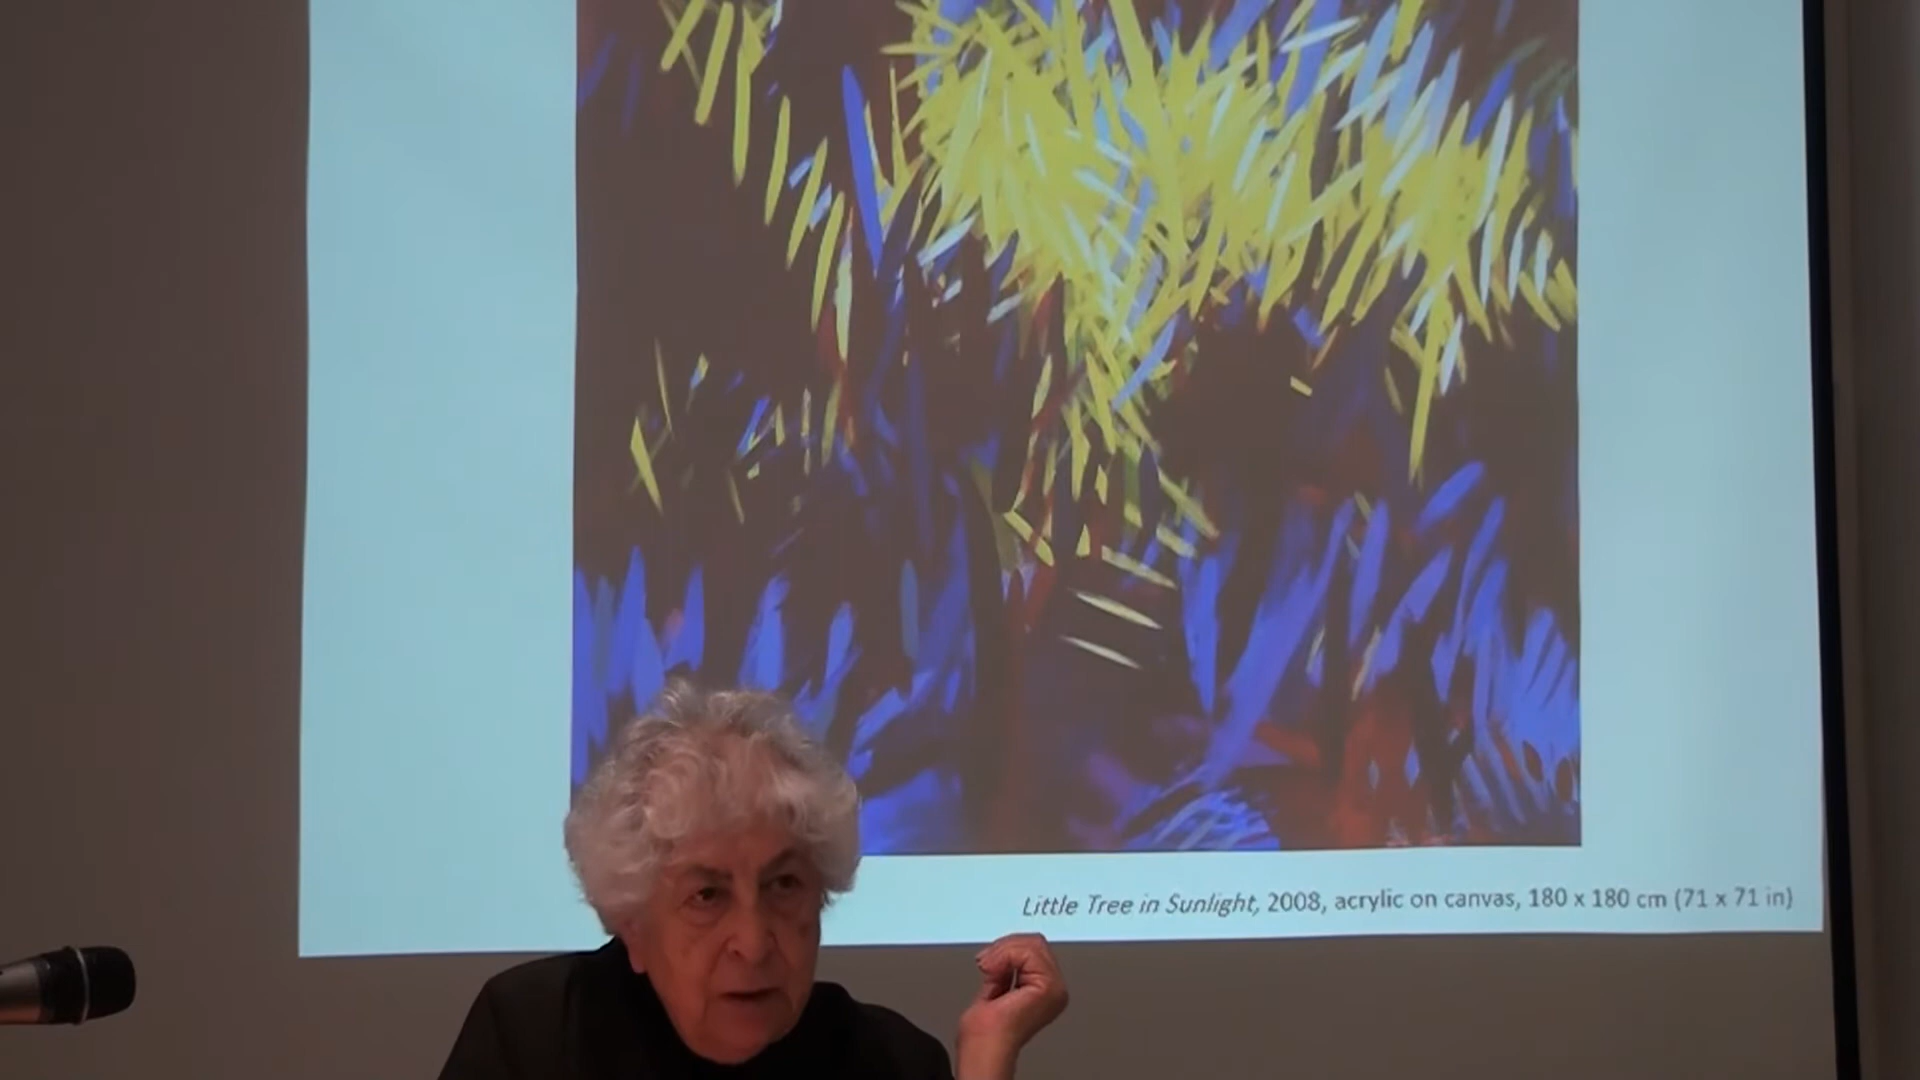 Little Tree in Sunlight, 2008, acrylic on canvas, 180 x 180 cm (71 x 71 in)